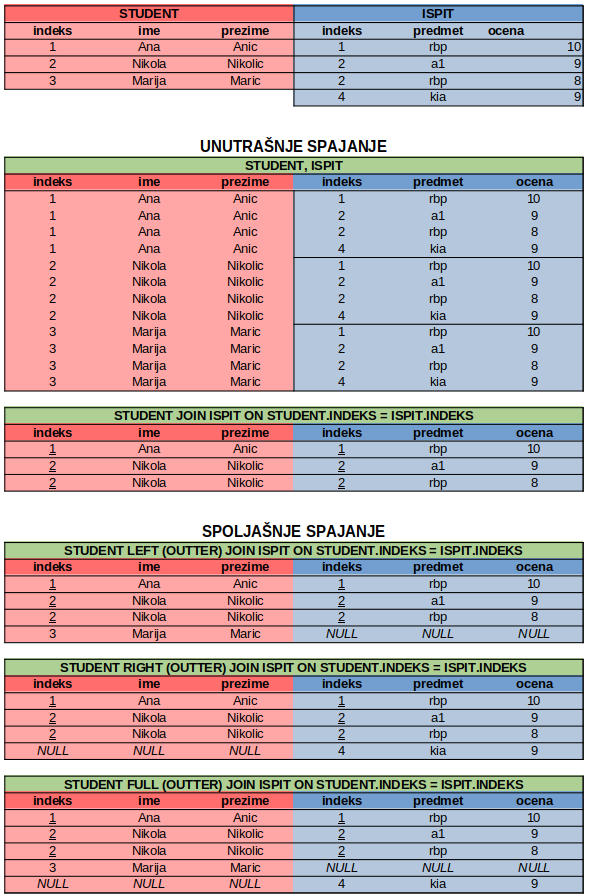 STUDENT ISPIT
indeks ime prezime indeks predmet ocena
1 Ana Anic 1 rbp 10
2 Nikola Nikolic 2 a1 9
3 Marija Maric 2 rbp 8
4 kia 9
UNUTRAŠNJE SPAJANJE
STUDENT, ISPIT
indeks ime prezime indeks predmet ocena
1 Ana Anic 1 rbp 10
1 Ana Anic 2 a1 9
1 Ana Anic 2 rbp 8
1 Ana Anic 4 kia 9
2 Nikola Nikolic 1 rbp 10
2 Nikola Nikolic 2 a1 9
2 Nikola Nikolic 2 rbp 8
2 Nikola Nikolic 4 kia 9
3 Marija Maric 1 rbp 10
3 Marija Maric 2 a1 9
3 Marija Maric 2 rbp 8
3 Marija Maric 4 kia 9
STUDENT JOIN ISPIT ON STUDENT.INDEKS = ISPIT.INDEKS
indeks ime prezime indeks predmet ocena
1 Ana Anic 1 rbp 10
2 Nikola Nikolic 2 a1 9
2 Nikola Nikolic 2 rbp 8
SPOLJAŠNJE SPAJANJE
STUDENT LEFT (OUTTER) JOIN ISPIT ON STUDENT.INDEKS = ISPIT.INDEKS
indeks ime prezime indeks predmet ocena
1 Ana Anic 1 rbp 10
2 Nikola Nikolic 2 a1 9
2 Nikola Nikolic 2 rbp 8
3 Marija Maric NULL NULL NULL
STUDENT RIGHT (OUTTER) JOIN ISPIT ON STUDENT.INDEKS = ISPIT.INDEKS
indeks ime prezime indeks predmet ocena
1 Ana Anic 1 rbp 10
2 Nikola Nikolic 2 a1 9
2 Nikola Nikolic 2 rbp 8
NULL NULL NULL 4 kia 9
STUDENT FULL (OUTTER) JOIN ISPIT ON STUDENT.INDEKS = ISPIT.INDEKS
indeks ime prezime indeks predmet ocena
1 Ana Anic 1 rbp 10
2 Nikola Nikolic 2 a1 9
2 Nikola Nikolic 2 rbp 8
3 Marija Maric NULL NULL NULL
NULL NULL NULL 4 kia 9